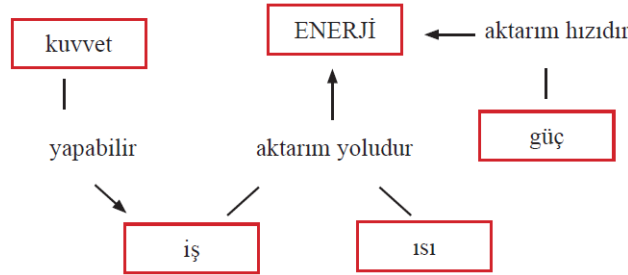 kuvvet
ENERJİ
aktarım hızıdır
yapabilir
aktarım yoludur
güç
iş
ısı